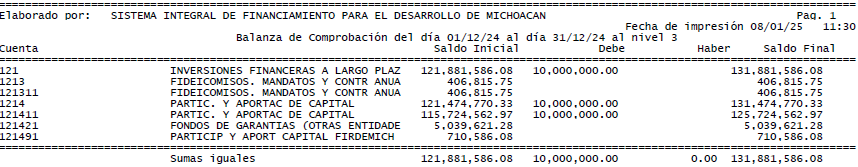 Elaborado por: SISTEMA INTEGRAL DE FINANCIAMIENTO PARA EL DESARROLLO DE MICHOACAN Pag. 1
Fecha de impresión 08/01/25 11:30
Balanza de Comprobación del día 01/12/24 al día 31/12/24 al nivel 3
Cuenta Saldo Inicial Debe Haber Saldo Final
121 INVERSIONES FINANCIERAS A LARGO PLAZ 121,881,586.08 10,000,000.00 131,881,586.08
1213 FIDEICOMISOS. MANDATOS Y CONTR ANUA 406,815.75 406,815.75
121311 FIDEICOMISOS. MANDATOS Y CONTR ANUA 406,815.75 406,815.75
1214 PARTIC. Y APORTAC DE CAPITAL 121,474,770.33 10,000,000.00 131,474,770.33
121411 PARTIC. Y APORTAC DE CAPITAL 115,724,562.97 10,000,000.00 125,724,562.97
121421 FONDOS DE GARANTIAS (OTRAS ENTIDADE 5,039,621.28 5,039,621.28
121491 PARTICIP Y APORT CAPITAL FIRDEMICH 710,586.08 710,586.08
Sumas iguales 121,881,586.08 10,000,000.00 0.00 131,881,586.08